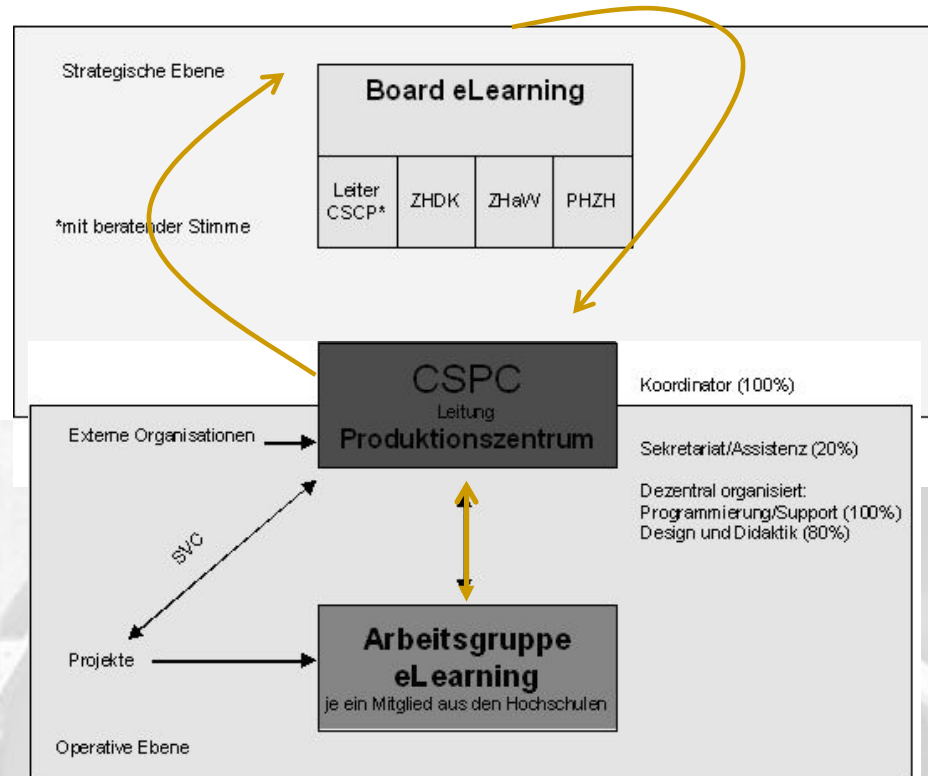 Strategische Ebene
Board eLearning
Leiter
CSCP*
ZHDK
ZHaW
PHZH
*mit beratender Stimme
CSPC
Leitung
Produktionszentrum
Koordinator (100%)
Externe Organisationen
Sekretariat/Assistenz (20%)
Dezentral organisiert:
Programmierung/Support (100%)
Design und Didaktik (80%)
SVC
Projekte
Arbeitsgruppe
eLearning
je ein Mitglied aus den Hochschulen
Operative Ebene